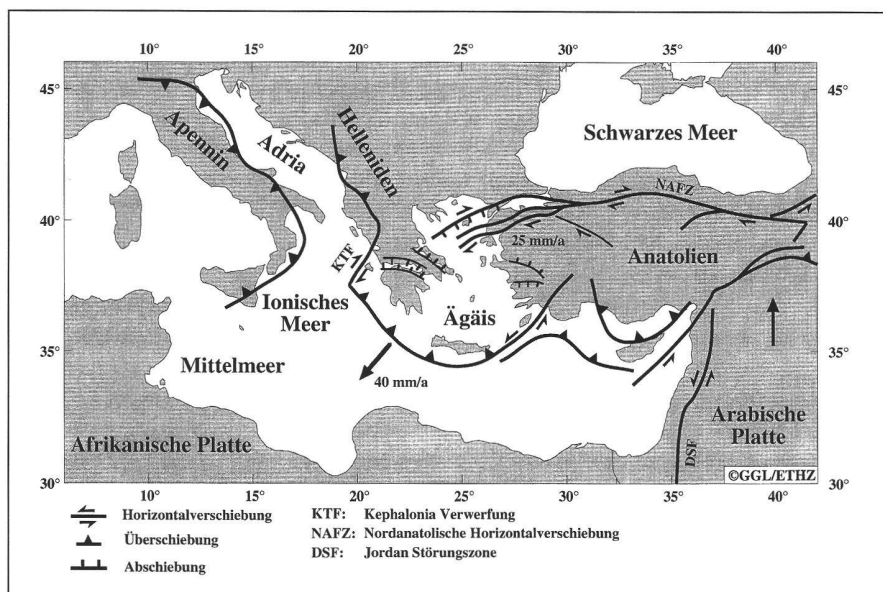 10° 15° 20° 25° 30° 35° 40°
45° 45°
Schwarzes Meer
Apennin
Adria
Helleniden
NAFZ
40° 40°
25 mm/a
Anatolien
KTF
Ionisches
Meer
Ägäis
35° 35°
Mittelmeer
40 mm/a
Arabische
Platte
Afrikanische Platte
DSF
©GGL/ETHZ
30° 30°
10° 15° 20° 25° 30° 35° 40°
Horizontalverschiebung
Überschiebung
Abschiebung
KTF: Kephalonia Verwerfung
NAFZ: Nordanatolische Horizontalverschiebung
DSF: Jordan Störungszone